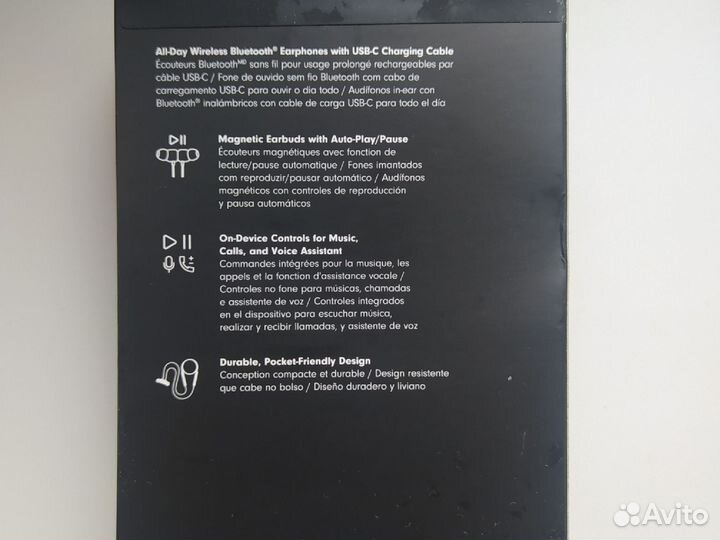 All-Day Wireless Bluetooth® Earphones with USB-C Charging Cable
Écouteurs Bluetooth^MD sans fil pour usage prolongé rechargeables par
câble USB-C / Fone de ouvido sem fio Bluetooth com cabo de
carregamento USB-C para ouvir o dia todo / Audífonos in-ear con
Bluetooth® inalámbricos con cable de carga USB-C para todo el día
Magnetic Earbuds with Auto-Play/Pause
Écouteurs magnétiques avec fonction de
lecture/pause automatique / Fones imantados
com reproduzir/pausar automático / Audífonos
magnéticos con controles de reproducción
y pausa automáticos
On-Device Controls for Music,
Calls, and Voice Assistant
Commandes intégrées pour la musique, les
appels et la fonction d'assistance vocale /
Controles no fone para músicas, chamadas
e assistente de voz / Controles integrados
en el dispositivo para escuchar música,
realizar y recibir llamadas, y asistente de voz
Durable, Pocket-Friendly Design
Conception compacte et durable / Design resistente
que cabe no bolso / Diseño duradero y liviano
Avito